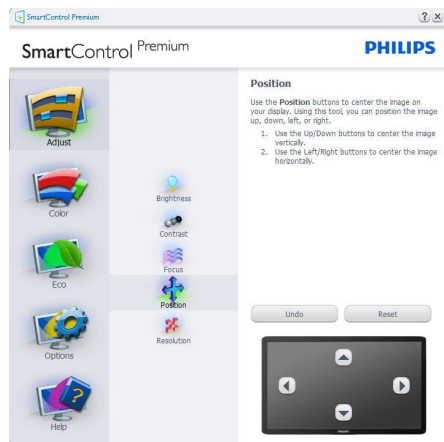 SmartControl Premium
SmartControl Premium
PHILIPS
Adjust
Color
Eco
Options
Help
Brightness
Contrast
Focus
Position
Resolution
Position
Use the Position buttons to center the image on
your display. Using this tool, you can position the image
up, down, left, or right.
1. Use the Up/Down buttons to center the image
vertically.
2. Use the Left/Right buttons to center the image
horizontally.
Undo
Reset
PHILIPS